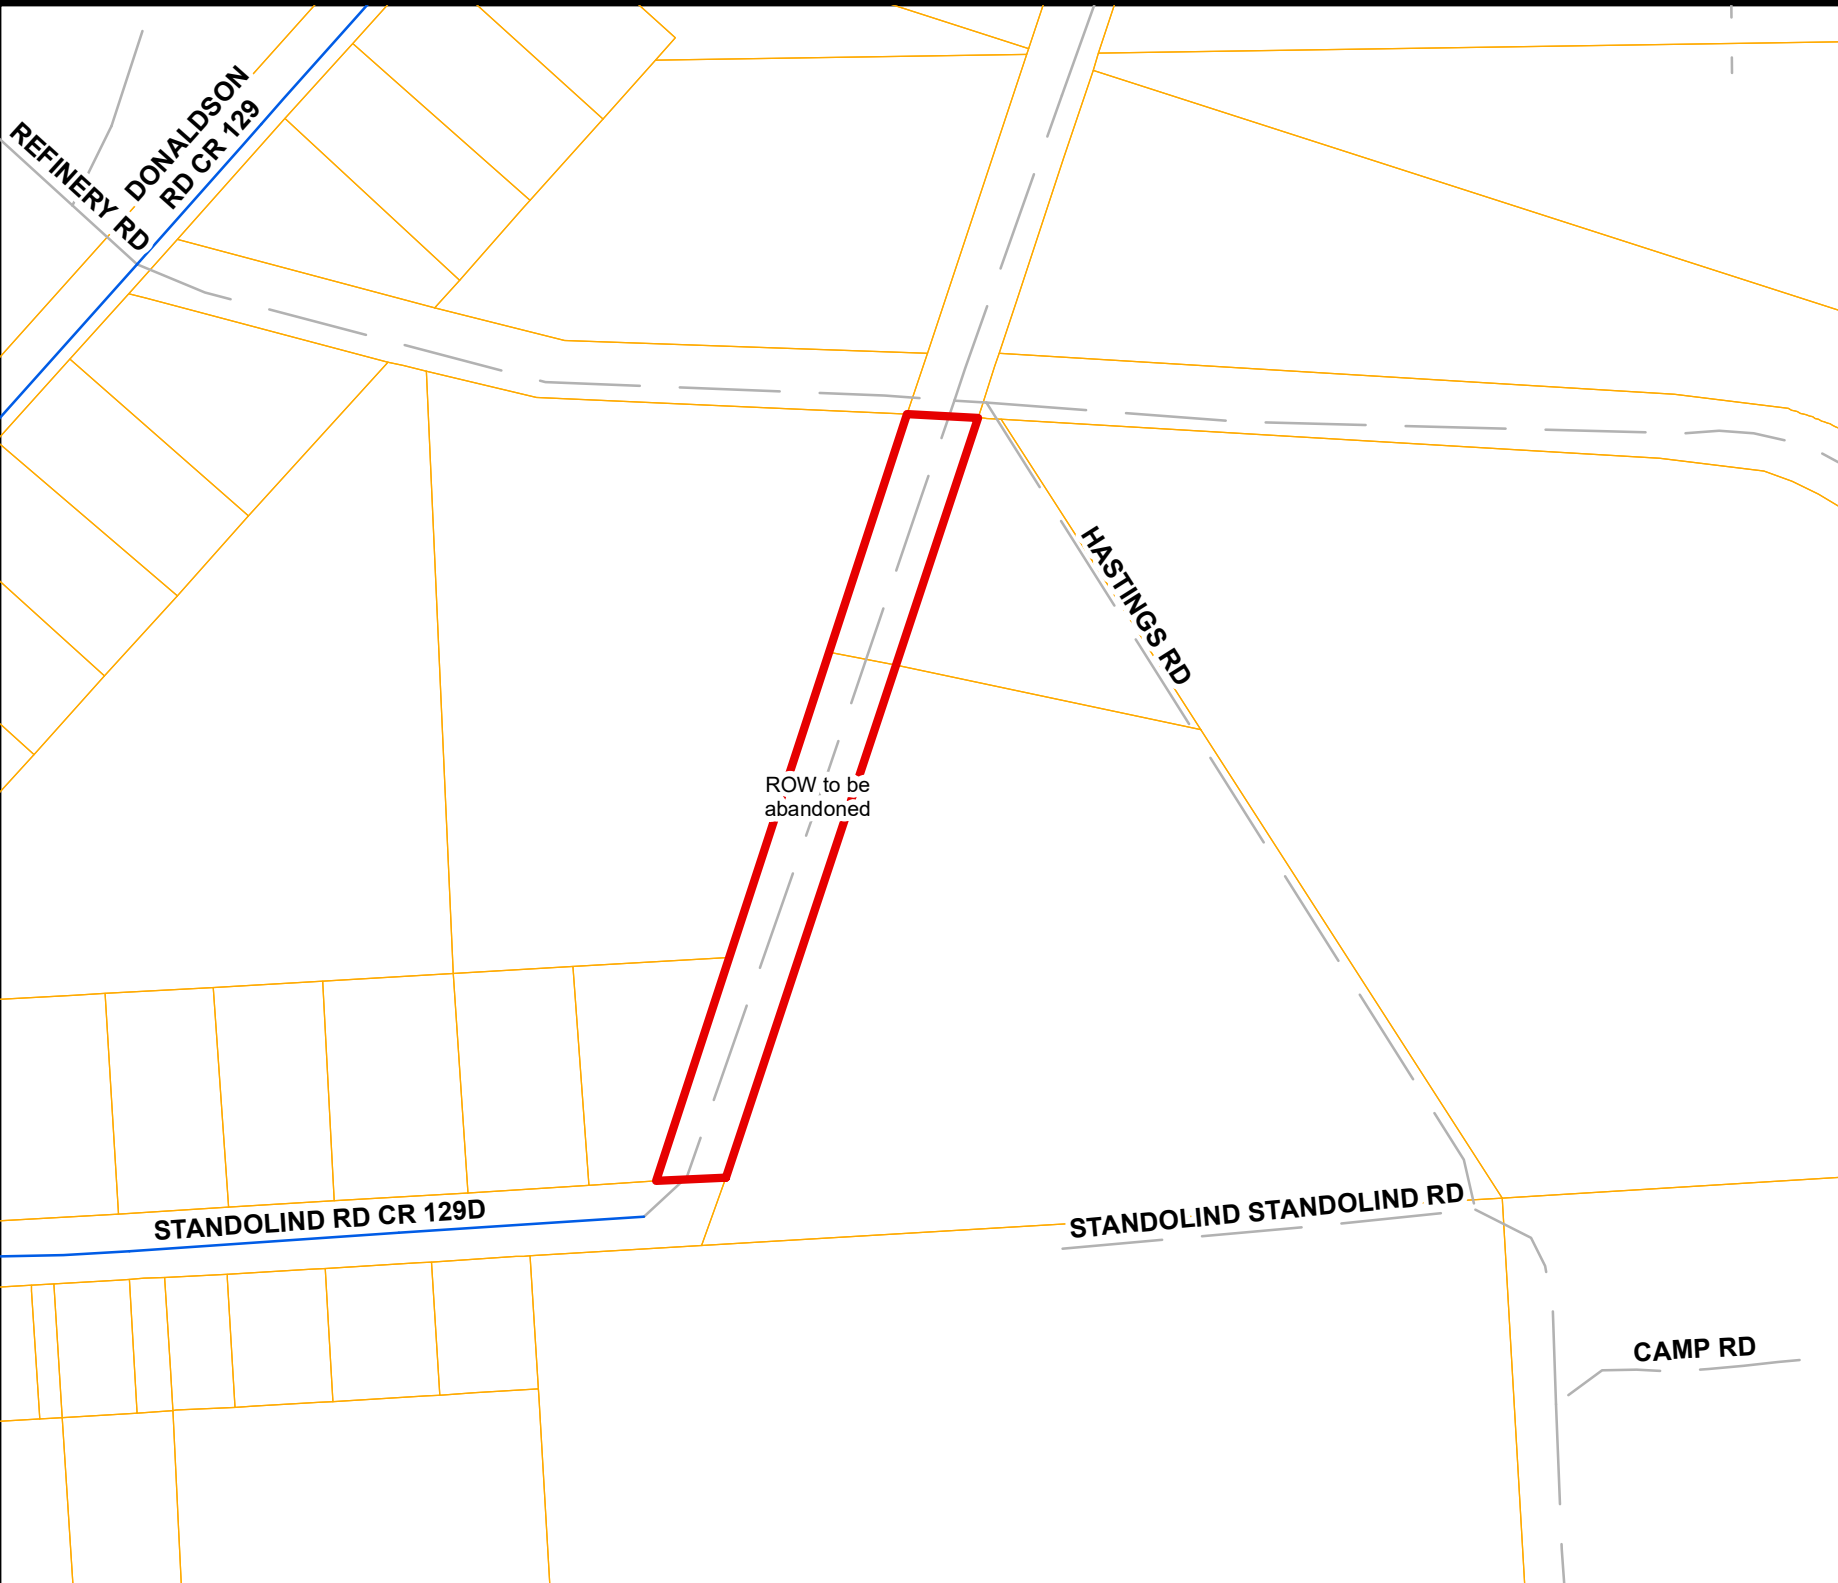 DONALDSON
RD CR 129
REFINERY RD
HASTINGS RD
ROW to be
abandoned
STANDOLIND RD CR 129D
STANDOLIND STANDOLIND RD
CAMP RD